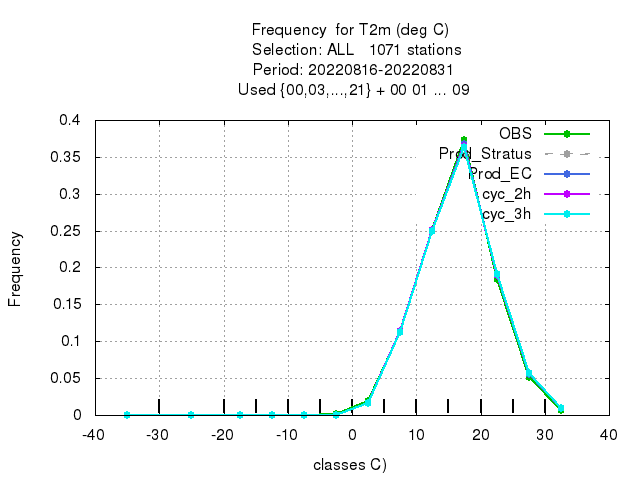 Frequency  for T2m (deg C)
Selection: ALL   1071 stations
Period: 20220816-20220831
Used {00,03,...,21} + 00 01 ... 09
0.4
0.35
0.3
0.25
0.2
0.15
0.1
0.05
0
Frequency
OBS
Prod_Stratus
Prod_EC
cyc_2h
cyc_3h
-40 -30 -20 -10 0 10 20 30 40
classes C)